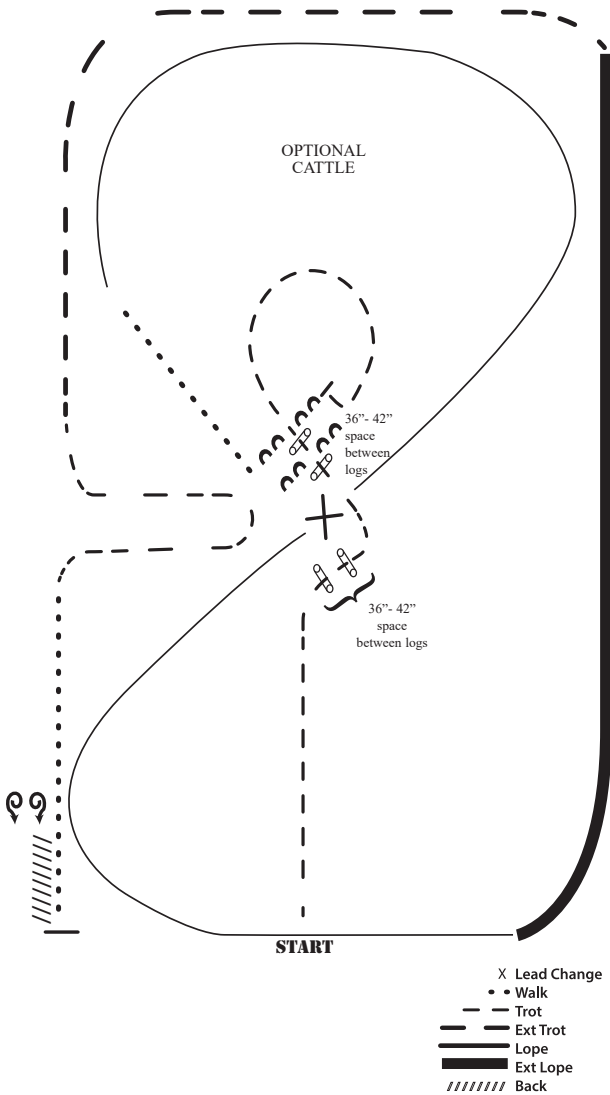 OPTIONAL
CATTLE
36”- 42”
space
between
logs
36”- 42”
space
between logs
START
X Lead Change
Walk
Trot
Ext Trot
Lope
Ext Lope
Back